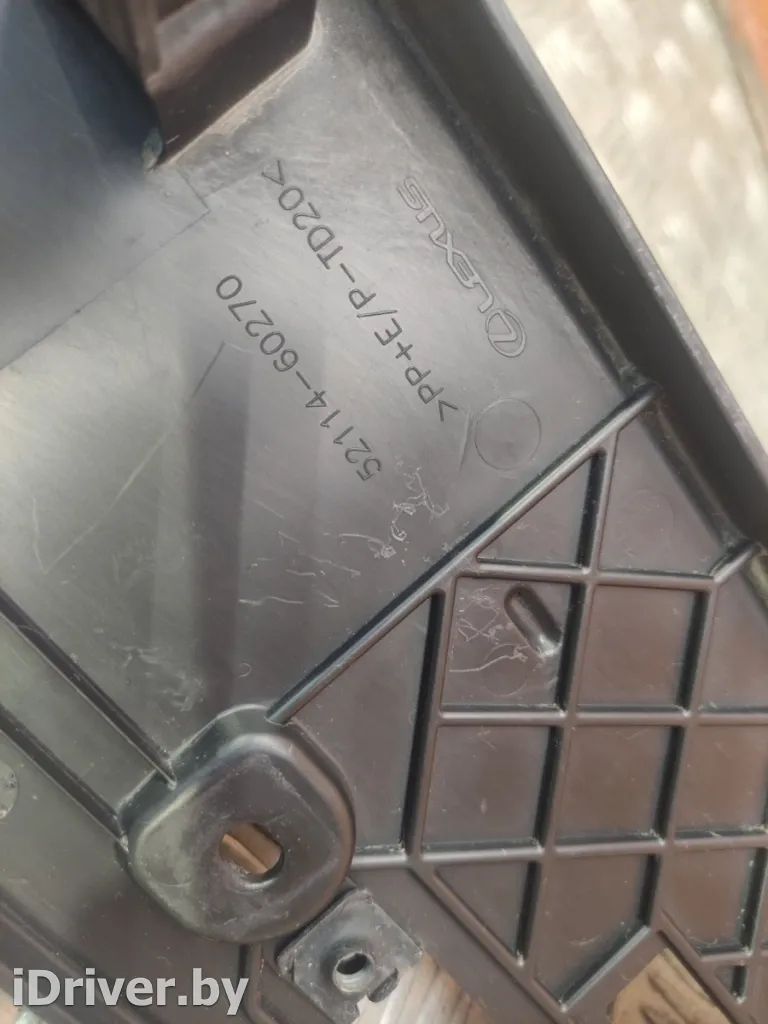 LEXUS
>PP+E/P-TD20<
52114-60270
iDriver.by